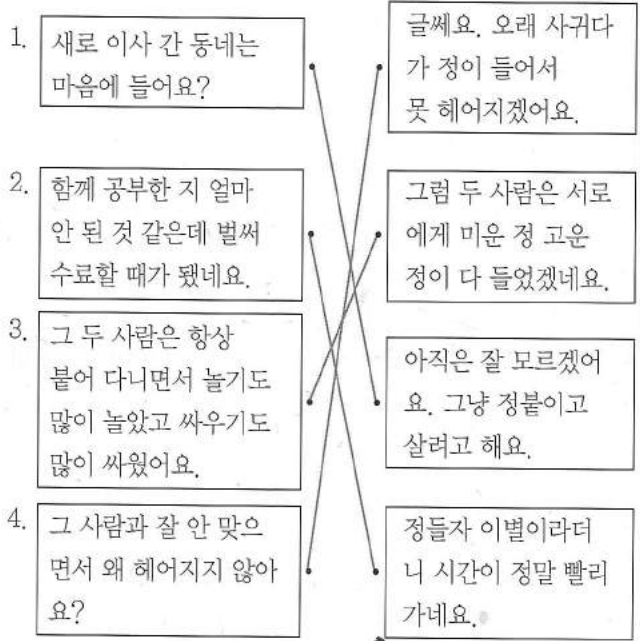 1.
새로 이사 간 동네는
마음에 들어요?
글쎄요. 오래 사귀다
가 정이 들어서
못 헤어지겠어요.
2.
함께 공부한 지 얼마
안 된 것 같은데 벌써
수료할 때가 됐네요.
그럼 두 사람은 서로
에게 미운 정 고운
정이 다 들었겠네요.
3.
그 두 사람은 항상
붙어 다니면서 놀기도
많이 놀았고 싸우기도
많이 싸웠어요.
아직은 잘 모르겠어
요. 그냥 정붙이고
살려고 해요.
4.
그 사람과 잘 안 맞으
면서 왜 헤어지지 않아
요?
정들자 이별이라더
니 시간이 정말 빨리
가네요.